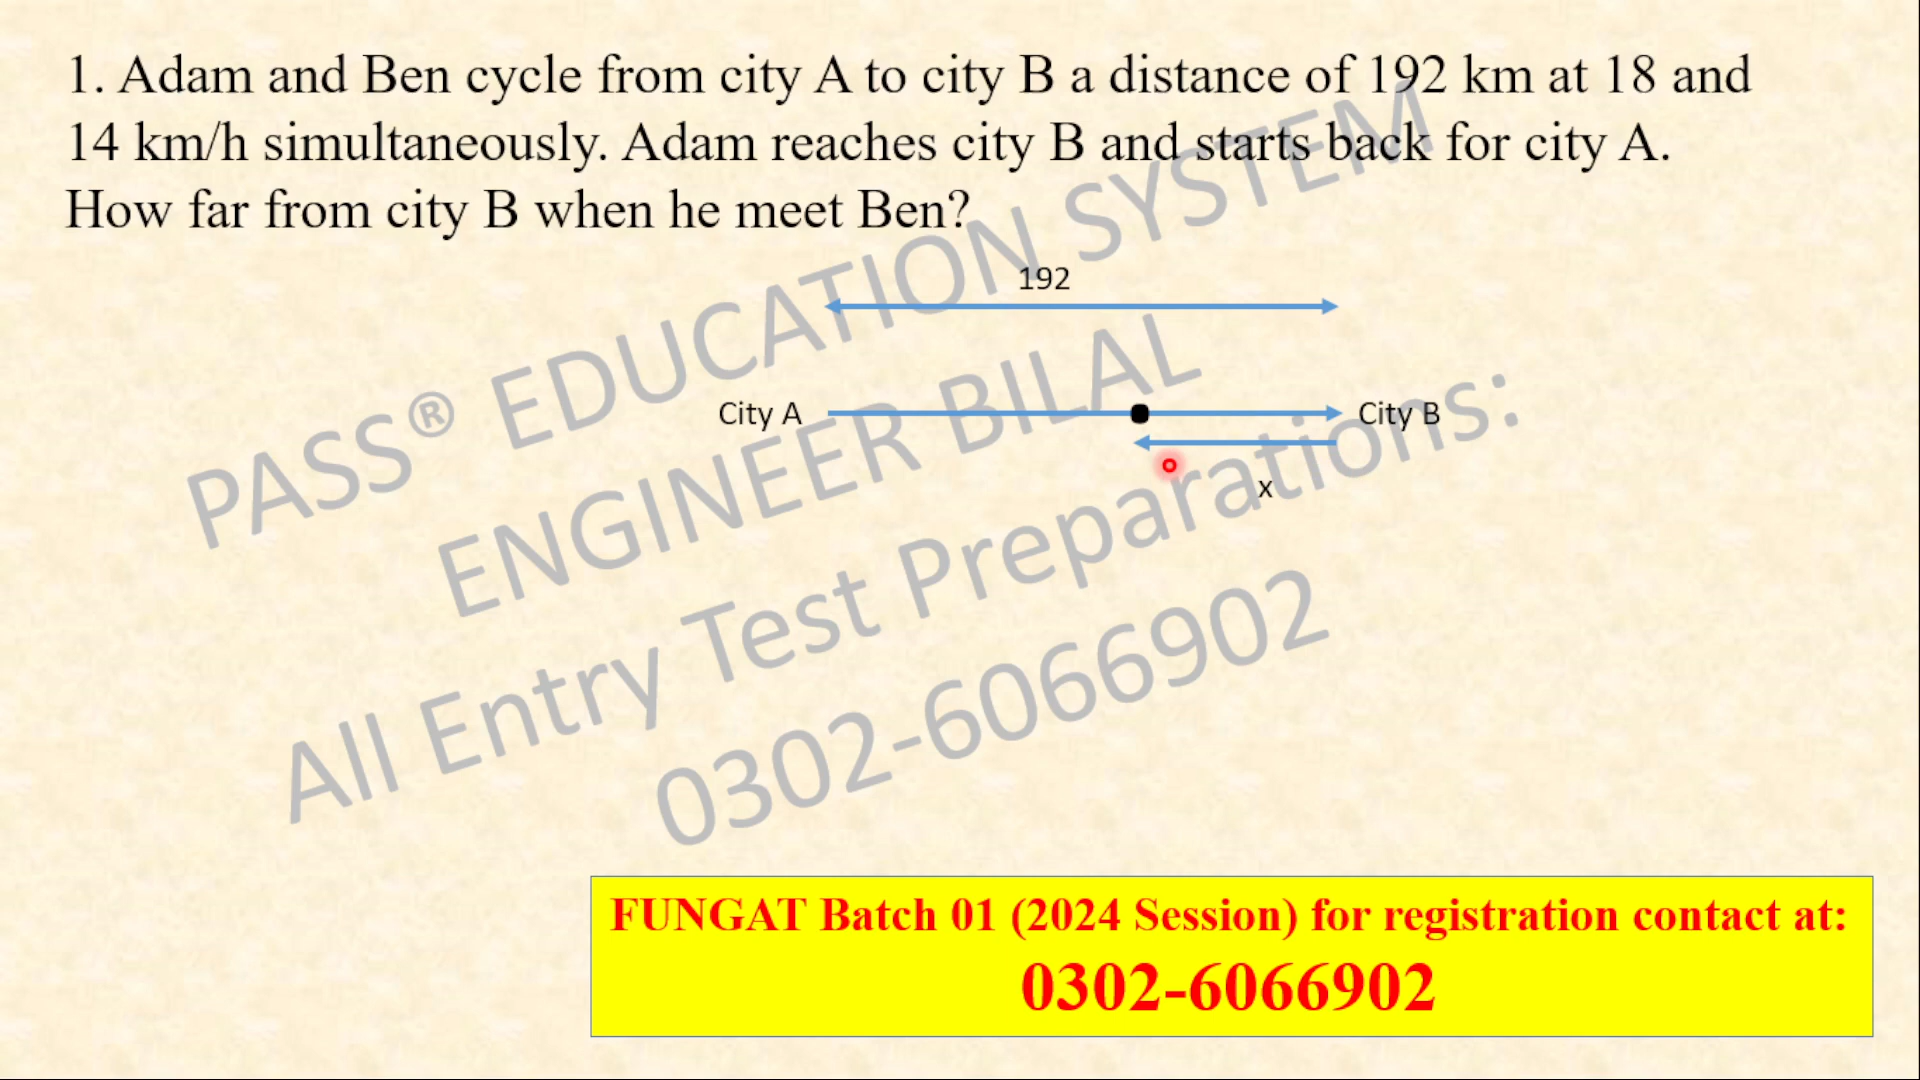 1. Adam and Ben cycle from city A to city B a distance of 192 km at 18 and
14 km/h simultaneously. Adam reaches city B and starts back for city A.
How far from city B when he meet Ben?
192
City A
City B
x
PASS® EDUCATION SYSTEM
ENGINEER BILAL
All Entry Test Preparations:
0302-6066902
FUNGAT Batch 01 (2024 Session) for registration contact at:
0302-6066902